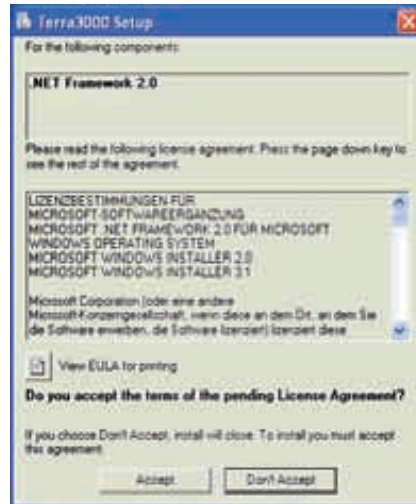 Terra3000 Setup
For the following components:
.NET Framework 2.0
Please read the following license agreement. Press the page down key to
see the rest of the agreement.
LIZENZBESTIMMUNGEN FÜR
MICROSOFT-SOFTWAREERGÄNZUNG
MICROSOFT .NET FRAMEWORK 2.0 FÜR MICROSOFT
WINDOWS OPERATING SYSTEM
MICROSOFT WINDOWS INSTALLER 2.0
MICROSOFT WINDOWS INSTALLER 3.1
Microsoft Corporation (oder eine andere
Microsoft-Konzerngesellschaft, wenn diese an dem Ort, an dem Sie
die Software erwerben, die Software lizenziert) lizenziert diese
View EULA for printing
Do you accept the terms of the pending License Agreement?
If you choose Don't Accept, install will close. To install you must accept
this agreement.
Accept
Don't Accept